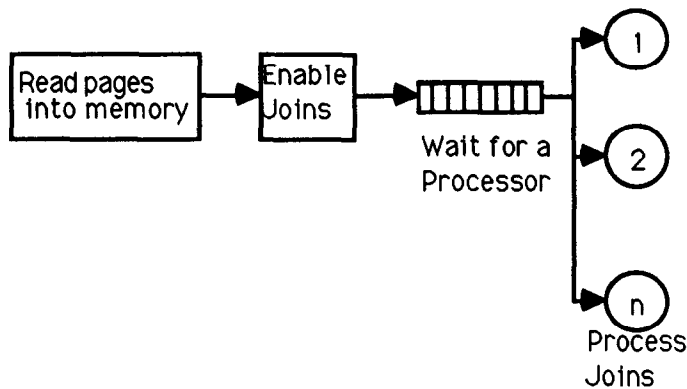 Read pages
into memory
Enable
Joins
Wait for a
Processor
1
2
n
Process
Joins